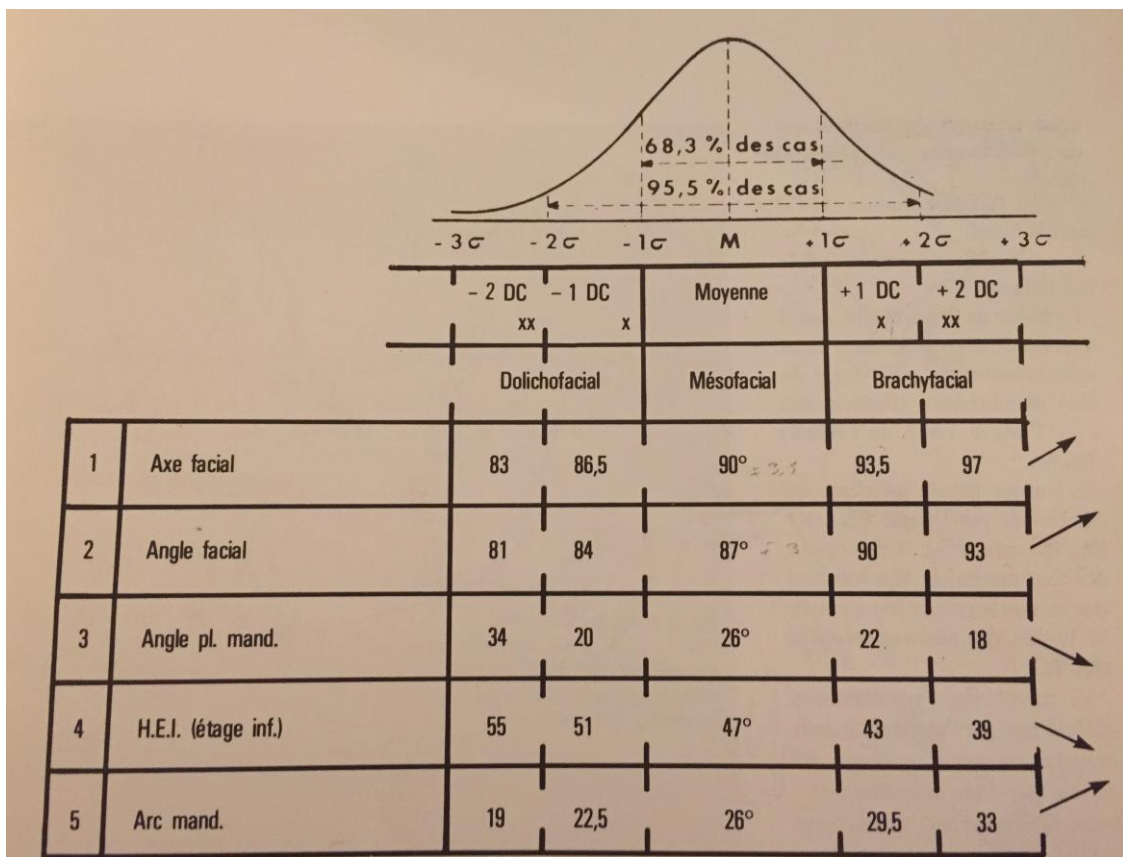 68,3 % des cas
95,5 % des cas
- 3σ - 2σ - 1σ M + 1σ + 2σ + 3σ
- 2 DC - 1 DC Moyenne + 1 DC + 2 DC
xx x x xx
Dolichofacial Mésofacial Brachyfacial
1 Axe facial 83 86,5 90° 93,5 97
2 Angle facial 81 84 87° 90 93
3 Angle pl. mand. 34 20 26° 22 18
4 H.E.I. (étage inf.) 55 51 47° 43 39
5 Arc mand. 19 22,5 26° 29,5 33